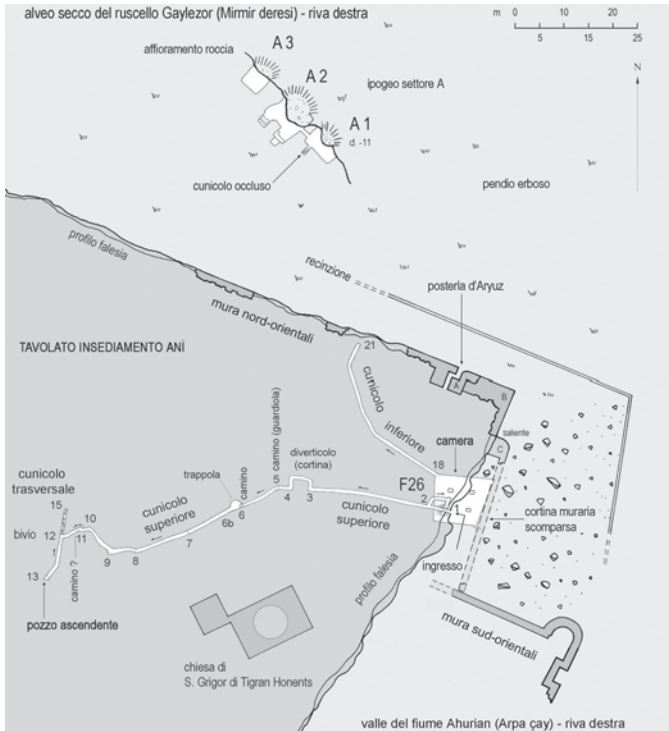 alveo secco del ruscello Gaylezor (Mirmir deresi) - riva destra
m 0 10 20
5 15 25
N
affioramento roccia
A 3
A 2
ipogeo settore A
A 1
d. -11
cunicolo occluso
pendio erboso
profilo falesia
recinzione
posterla d'Aryuz
mura nord-orientali
TAVOLATO INSEDIAMENTO ANI
21
A
B
saliente
C
cunicolo
inferiore
camera
18
camino (guardiola)
diverticolo
(cortina)
F26
trappola
camino
5
4
3
2
1
cunicolo
trasversale
15
cunicolo
superiore
6
6b
cunicolo
superiore
cortina muraria
scomparsa
bivio
12
10
11
7
9
8
13
camino ?
ingresso
pozzo ascendente
profilo falesia
mura sud-orientali
chiesa di
S. Grigor di Tigran Honents
valle del fiume Ahurian (Arpa çay) - riva destra